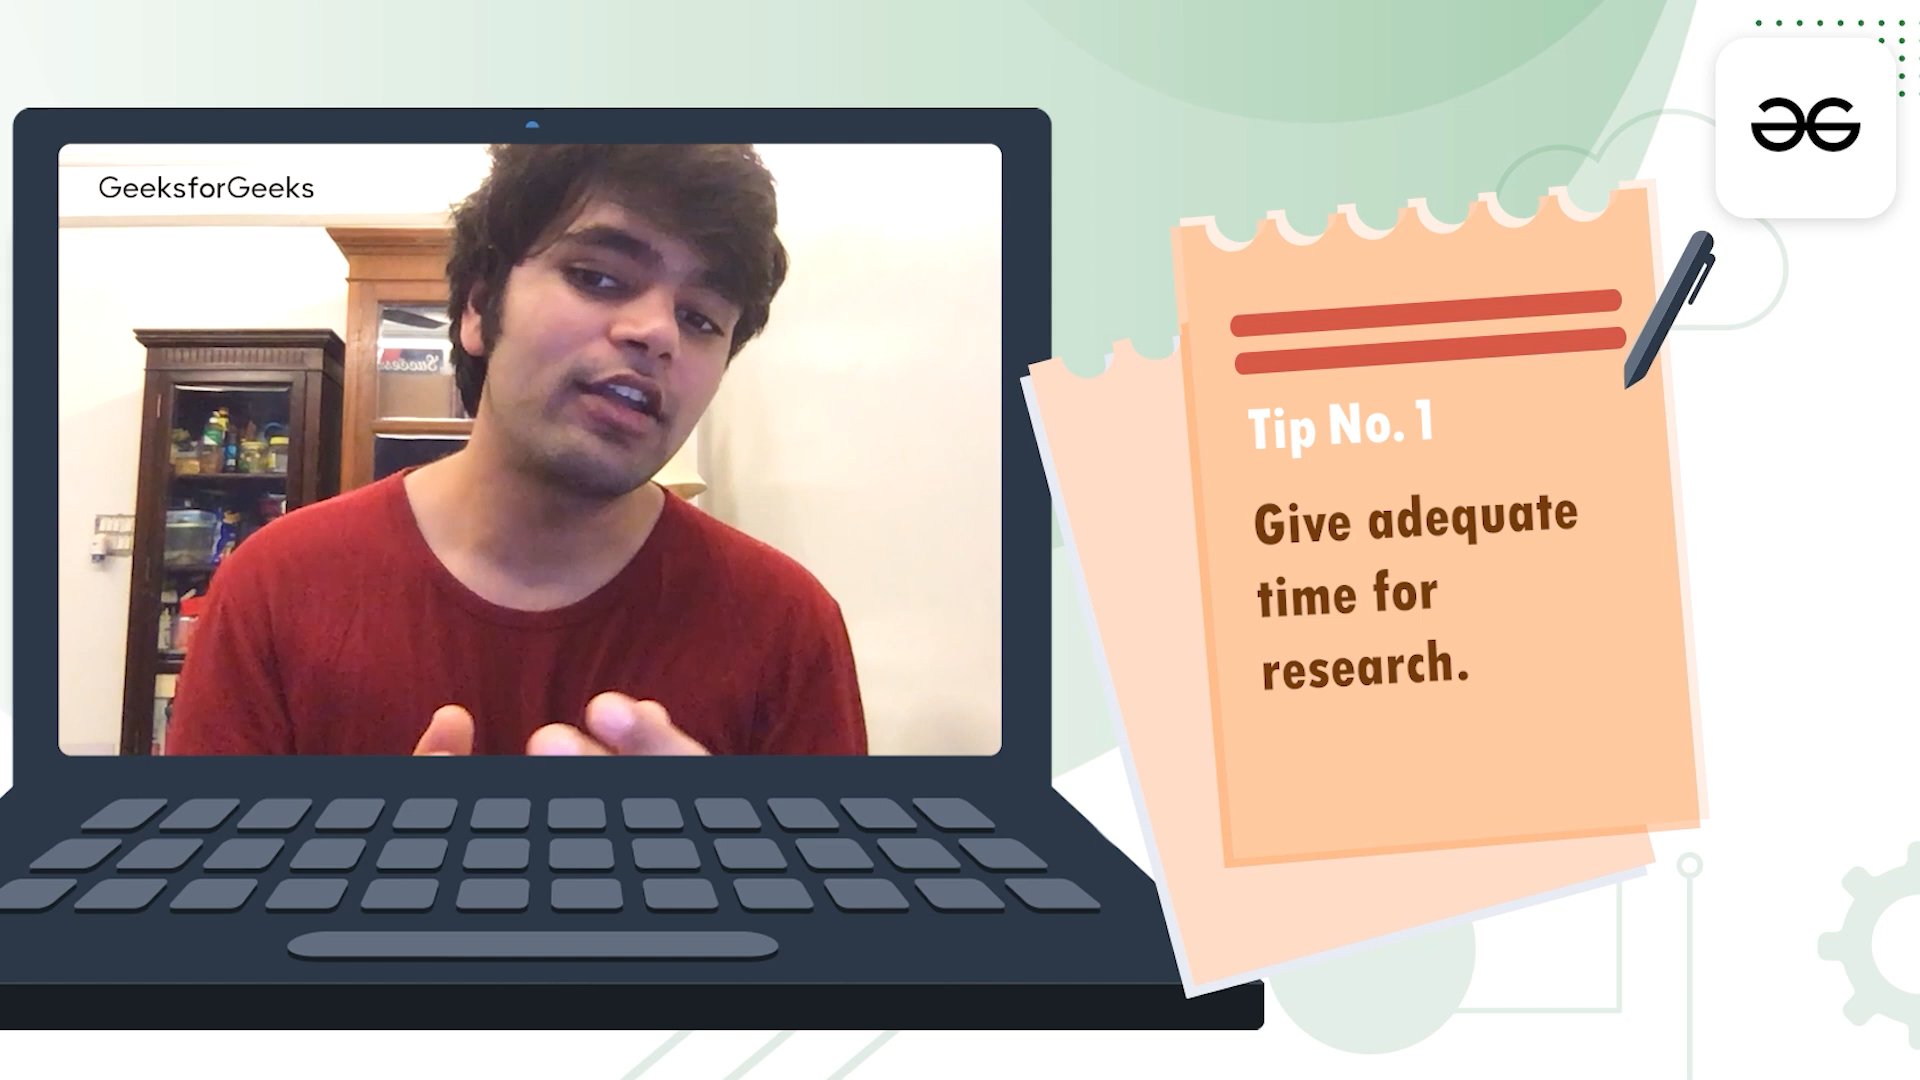 GeeksforGeeks
Tip No. 1
Give adequate
time for
research.